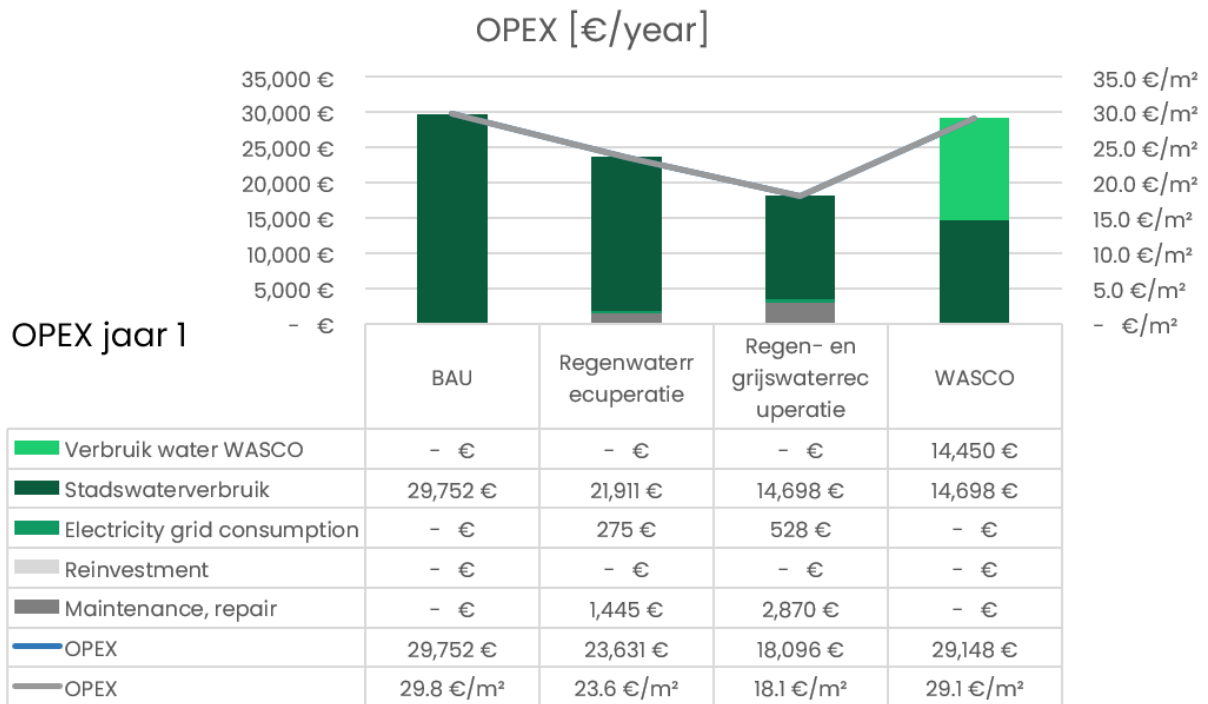 OPEX [€/year]
35,000 € 35.0 €/m²
30,000 € 30.0 €/m²
25,000 € 25.0 €/m²
20,000 € 20.0 €/m²
15,000 € 15.0 €/m²
10,000 € 10.0 €/m²
5,000 € 5.0 €/m²
- € - €/m²
OPEX jaar 1
BAU
Regenwaterr
ecuperatie
Regen- en
grijswaterrec
uperatie
WASCO
Verbruik water WASCO - € - € - € 14,450 €
Stadswaterverbruik 29,752 € 21,911 € 14,698 € 14,698 €
Electricity grid consumption - € 275 € 528 € - €
Reinvestment - € - € - € - €
Maintenance, repair - € 1,445 € 2,870 € - €
OPEX 29,752 € 23,631 € 18,096 € 29,148 €
OPEX 29.8 €/m² 23.6 €/m² 18.1 €/m² 29.1 €/m²